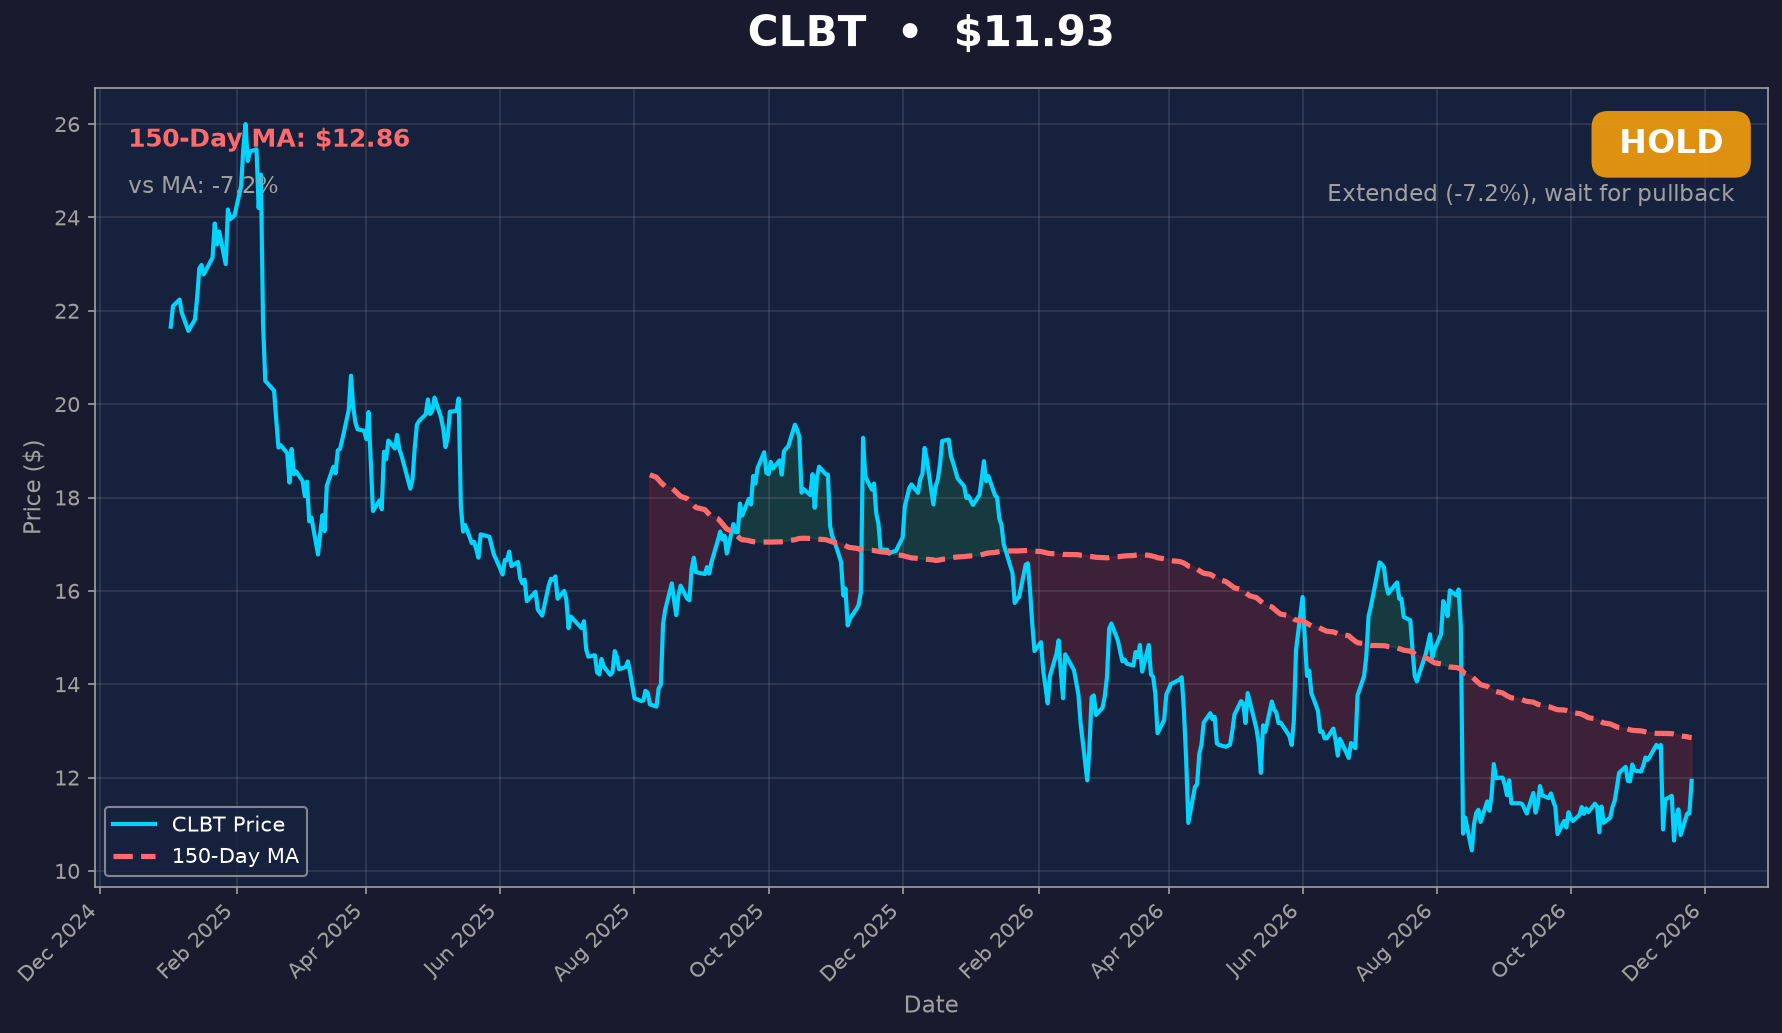 CLBT • $11.93
150-Day MA: $12.86
vs MA: -7.2%
HOLD
Extended (-7.2%), wait for pullback
Price ($)
26
24
22
20
18
16
14
12
10
CLBT Price
150-Day MA
Dec 2024
Feb 2025
Apr 2025
Jun 2025
Aug 2025
Oct 2025
Dec 2025
Feb 2026
Apr 2026
Jun 2026
Aug 2026
Oct 2026
Dec 2026
Date